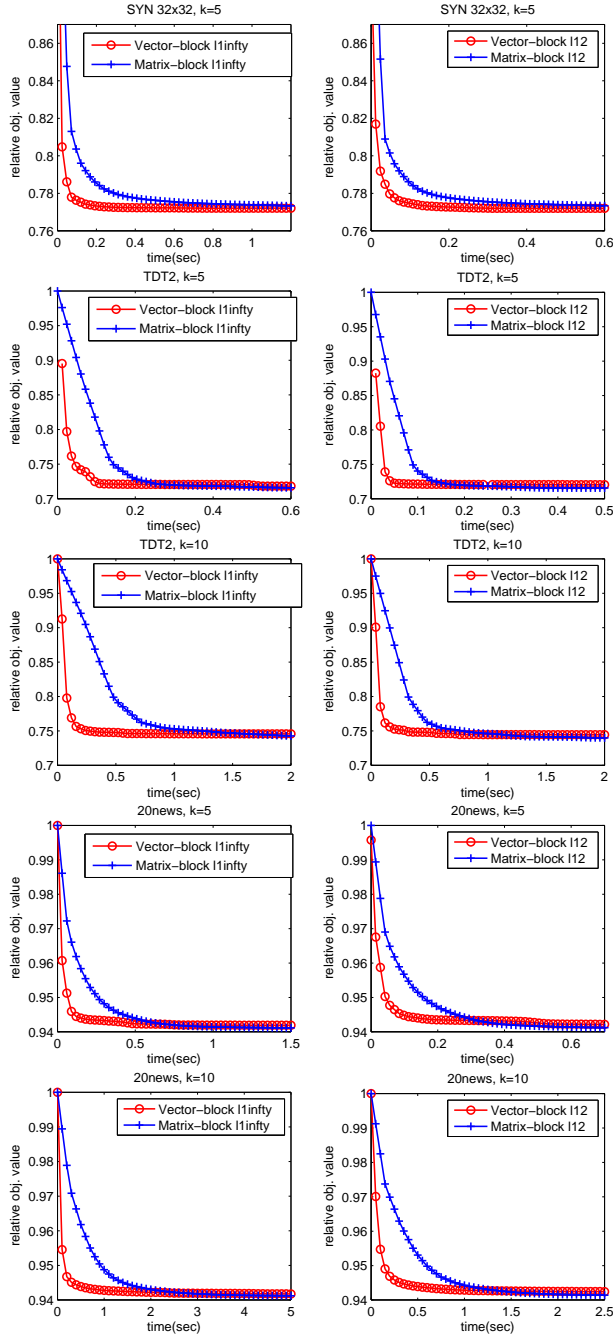 SYN 32x32, k=5
relative obj. value
0.86
0.84
0.82
0.8
0.78
0.76
Vector-block l1infty
Matrix-block l1infty
0 0.2 0.4 0.6 0.8 1
time(sec)
SYN 32x32, k=5
relative obj. value
0.86
0.84
0.82
0.8
0.78
0.76
Vector-block l12
Matrix-block l12
0 0.2 0.4 0.6
time(sec)
TDT2, k=5
relative obj. value
1
0.95
0.9
0.85
0.8
0.75
0.7
Vector-block l1infty
Matrix-block l1infty
0 0.2 0.4 0.6
time(sec)
TDT2, k=5
relative obj. value
1
0.95
0.9
0.85
0.8
0.75
0.7
Vector-block l12
Matrix-block l12
0 0.1 0.2 0.3 0.4 0.5
time(sec)
TDT2, k=10
relative obj. value
1
0.95
0.9
0.85
0.8
0.75
0.7
Vector-block l1infty
Matrix-block l1infty
0 0.5 1 1.5 2
time(sec)
TDT2, k=10
relative obj. value
1
0.95
0.9
0.85
0.8
0.75
0.7
Vector-block l12
Matrix-block l12
0 0.5 1 1.5 2
time(sec)
20news, k=5
relative obj. value
1
0.99
0.98
0.97
0.96
0.95
0.94
Vector-block l1infty
Matrix-block l1infty
0 0.5 1 1.5
time(sec)
20news, k=5
relative obj. value
1
0.99
0.98
0.97
0.96
0.95
0.94
Vector-block l12
Matrix-block l12
0 0.2 0.4 0.6
time(sec)
20news, k=10
relative obj. value
1
0.99
0.98
0.97
0.96
0.95
0.94
Vector-block l1infty
Matrix-block l1infty
0 1 2 3 4 5
time(sec)
20news, k=10
relative obj. value
1
0.99
0.98
0.97
0.96
0.95
0.94
Vector-block l12
Matrix-block l12
0 0.5 1 1.5 2 2.5
time(sec)